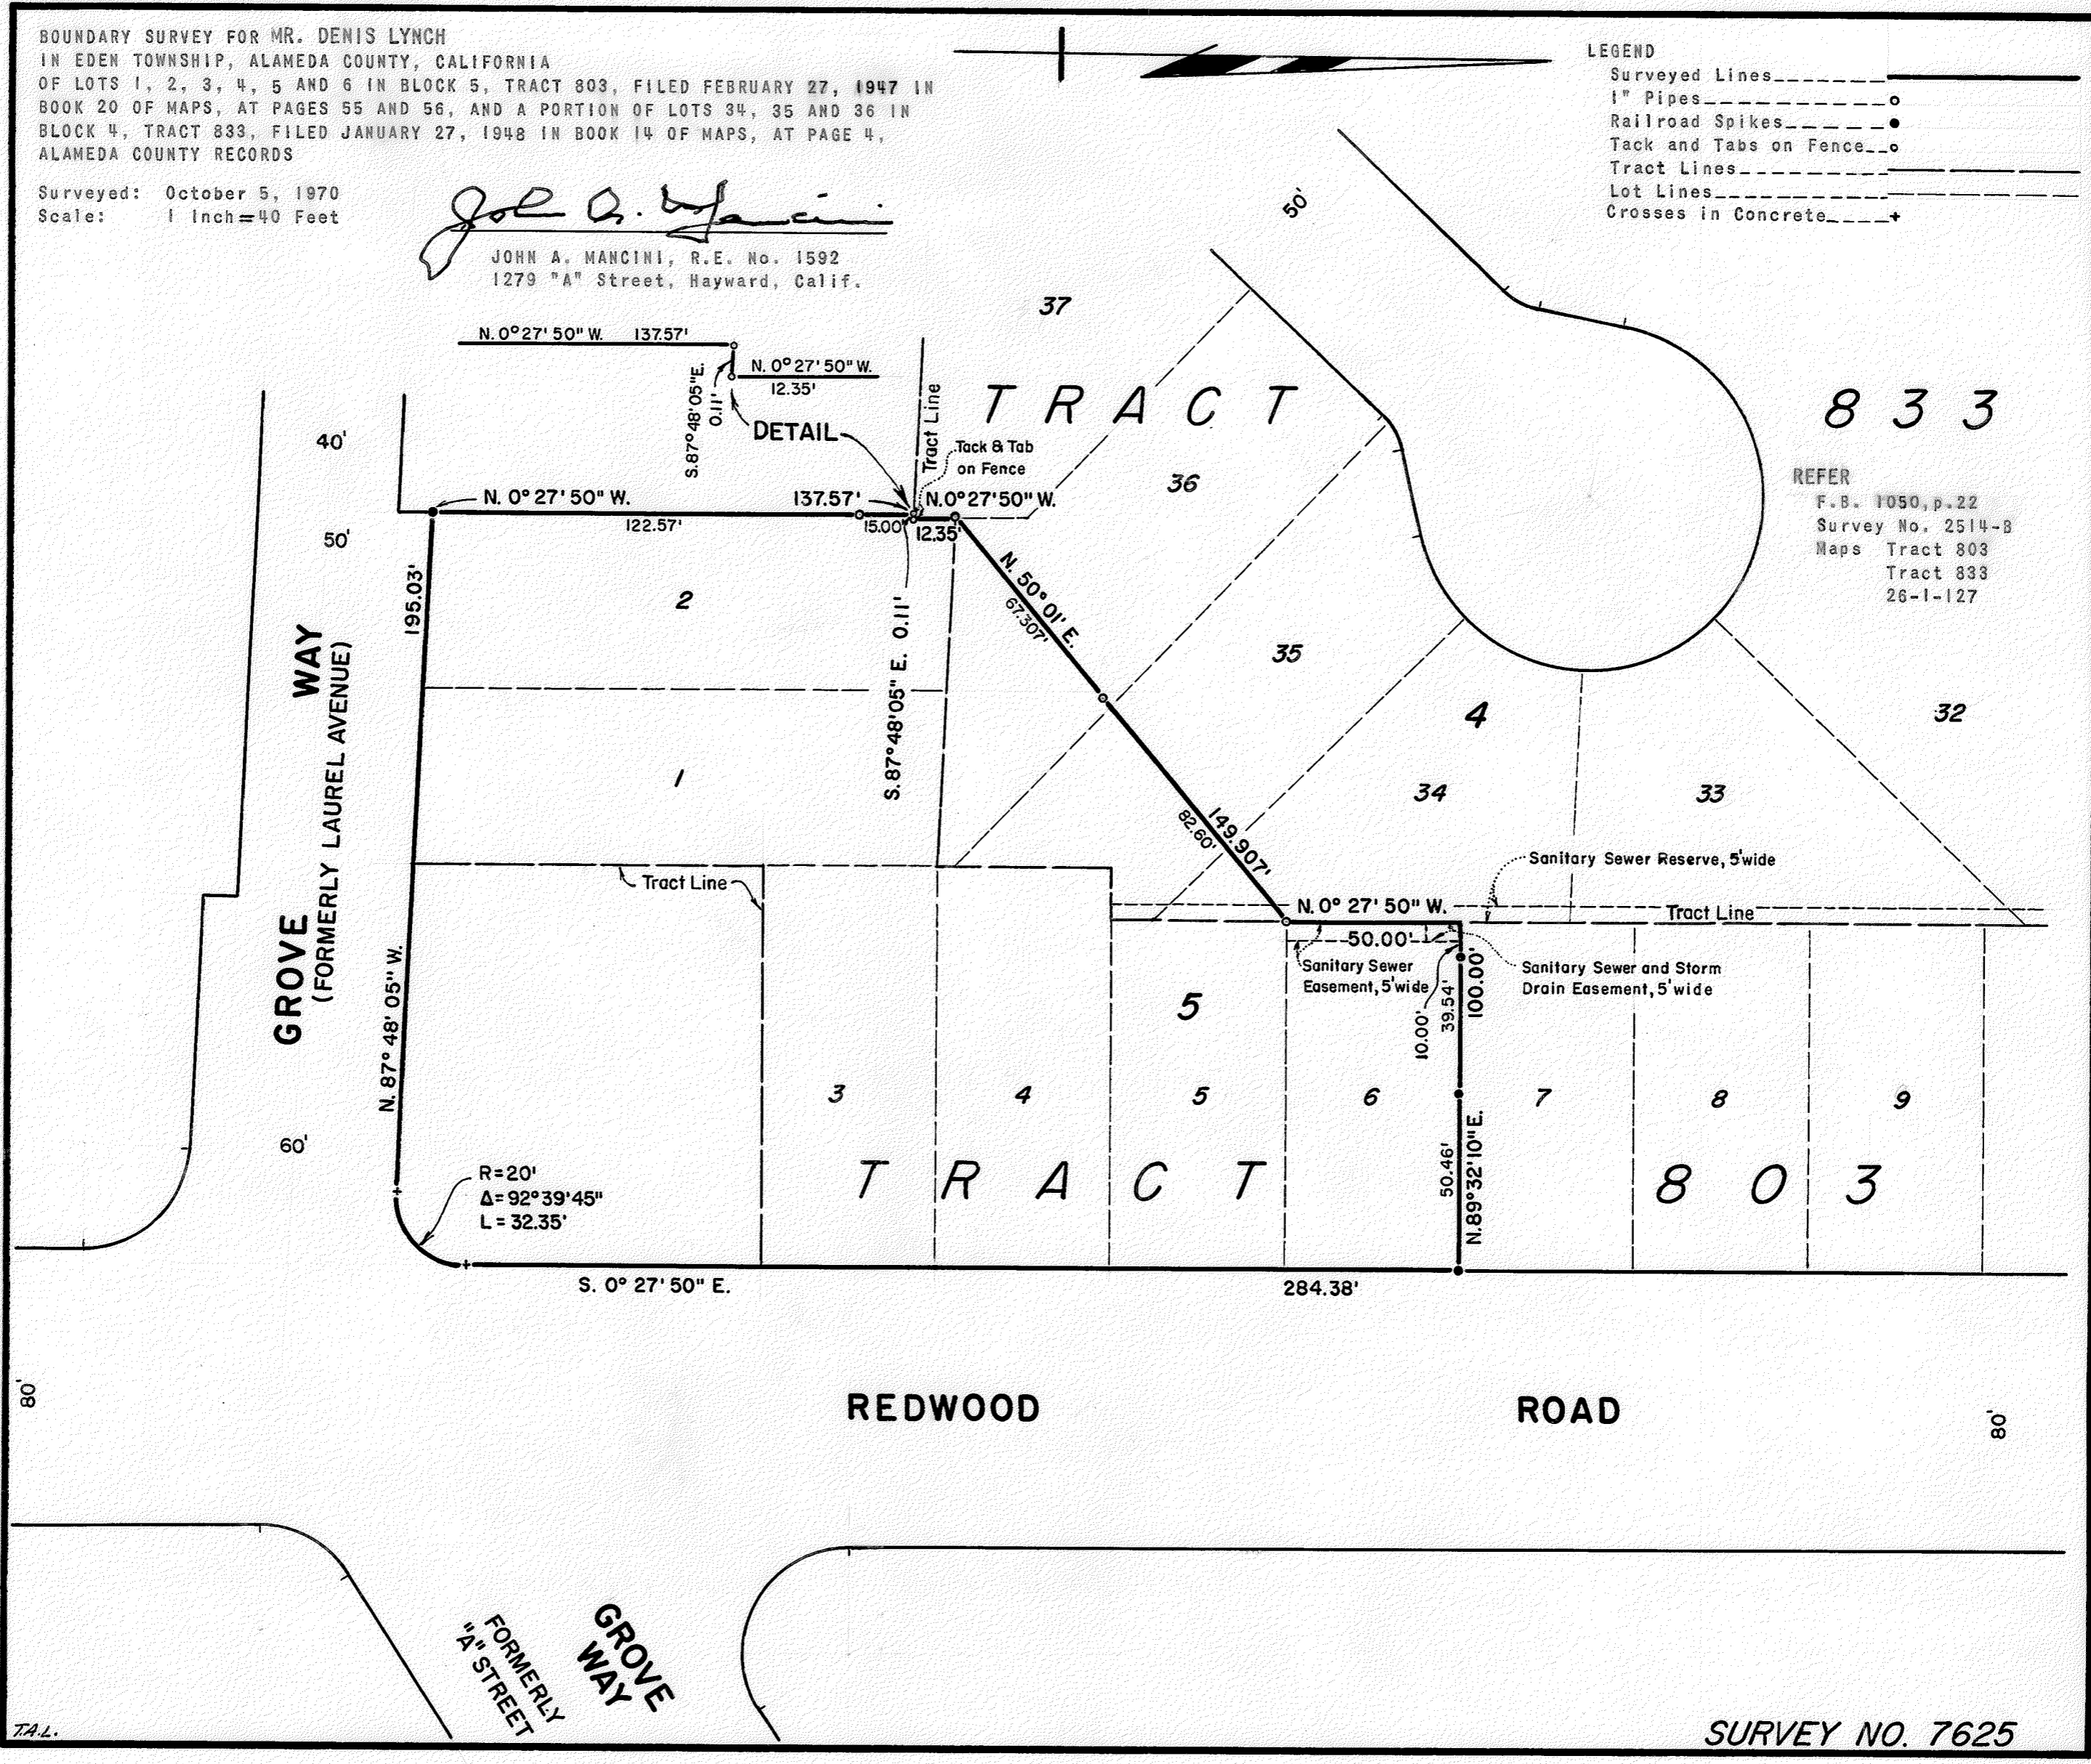 BOUNDARY SURVEY FOR MR. DENIS LYNCH
IN EDEN TOWNSHIP, ALAMEDA COUNTY, CALIFORNIA
OF LOTS 1, 2, 3, 4, 5 AND 6 IN BLOCK 5, TRACT 803, FILED FEBRUARY 27, 1947 IN
BOOK 20 OF MAPS, AT PAGES 55 AND 56, AND A PORTION OF LOTS 34, 35 AND 36 IN
BLOCK 4, TRACT 833, FILED JANUARY 27, 1948 IN BOOK 14 OF MAPS, AT PAGE 4,
ALAMEDA COUNTY RECORDS
Surveyed: October 5, 1970
Scale: 1 Inch=40 Feet
John A. Mancini
JOHN A. MANCINI, R.E. No. 1592
1279 "A" Street, Hayward, Calif.
LEGEND
Surveyed Lines
1" Pipes
Railroad Spikes
Tack and Tabs on Fence
Tract Lines
Lot Lines
Crosses in Concrete
50'
37
N. 0° 27' 50" W. 137.57'
S. 87° 48' 05" E.
0.11'
N. 0° 27' 50" W.
12.35'
DETAIL
Tract Line
TRACT
833
Tack & Tab
on Fence
36
REFER
F.B. 1050, p.22
Survey No. 2514-B
Maps Tract 803
Tract 833
26-1-127
40'
50'
N. 0° 27' 50" W. 137.57'
N. 0° 27' 50" W.
122.57'
15.00'
12.35'
195.03'
2
S. 87° 48' 05" E. 0.11'
N. 50° 01' E.
67.307'
35
4
32
1
34
33
149.907'
82.60'
GROVE WAY
(FORMERLY LAUREL AVENUE)
Tract Line
Sanitary Sewer Reserve, 5' wide
N. 0° 27' 50" W.
Tract Line
50.00'
Sanitary Sewer
Easement, 5' wide
Sanitary Sewer and Storm
Drain Easement, 5' wide
10.00'
39.54'
100.00'
N. 87° 48' 05" W.
5
3
4
5
6
7
8
9
50.46'
N. 89° 32' 10" E.
60'
TRACT
803
R=20'
Δ= 92° 39' 45"
L = 32.35'
S. 0° 27' 50" E.
284.38'
80'
REDWOOD ROAD
80'
GROVE
WAY
FORMERLY
"A" STREET
T.A.L.
SURVEY NO. 7625